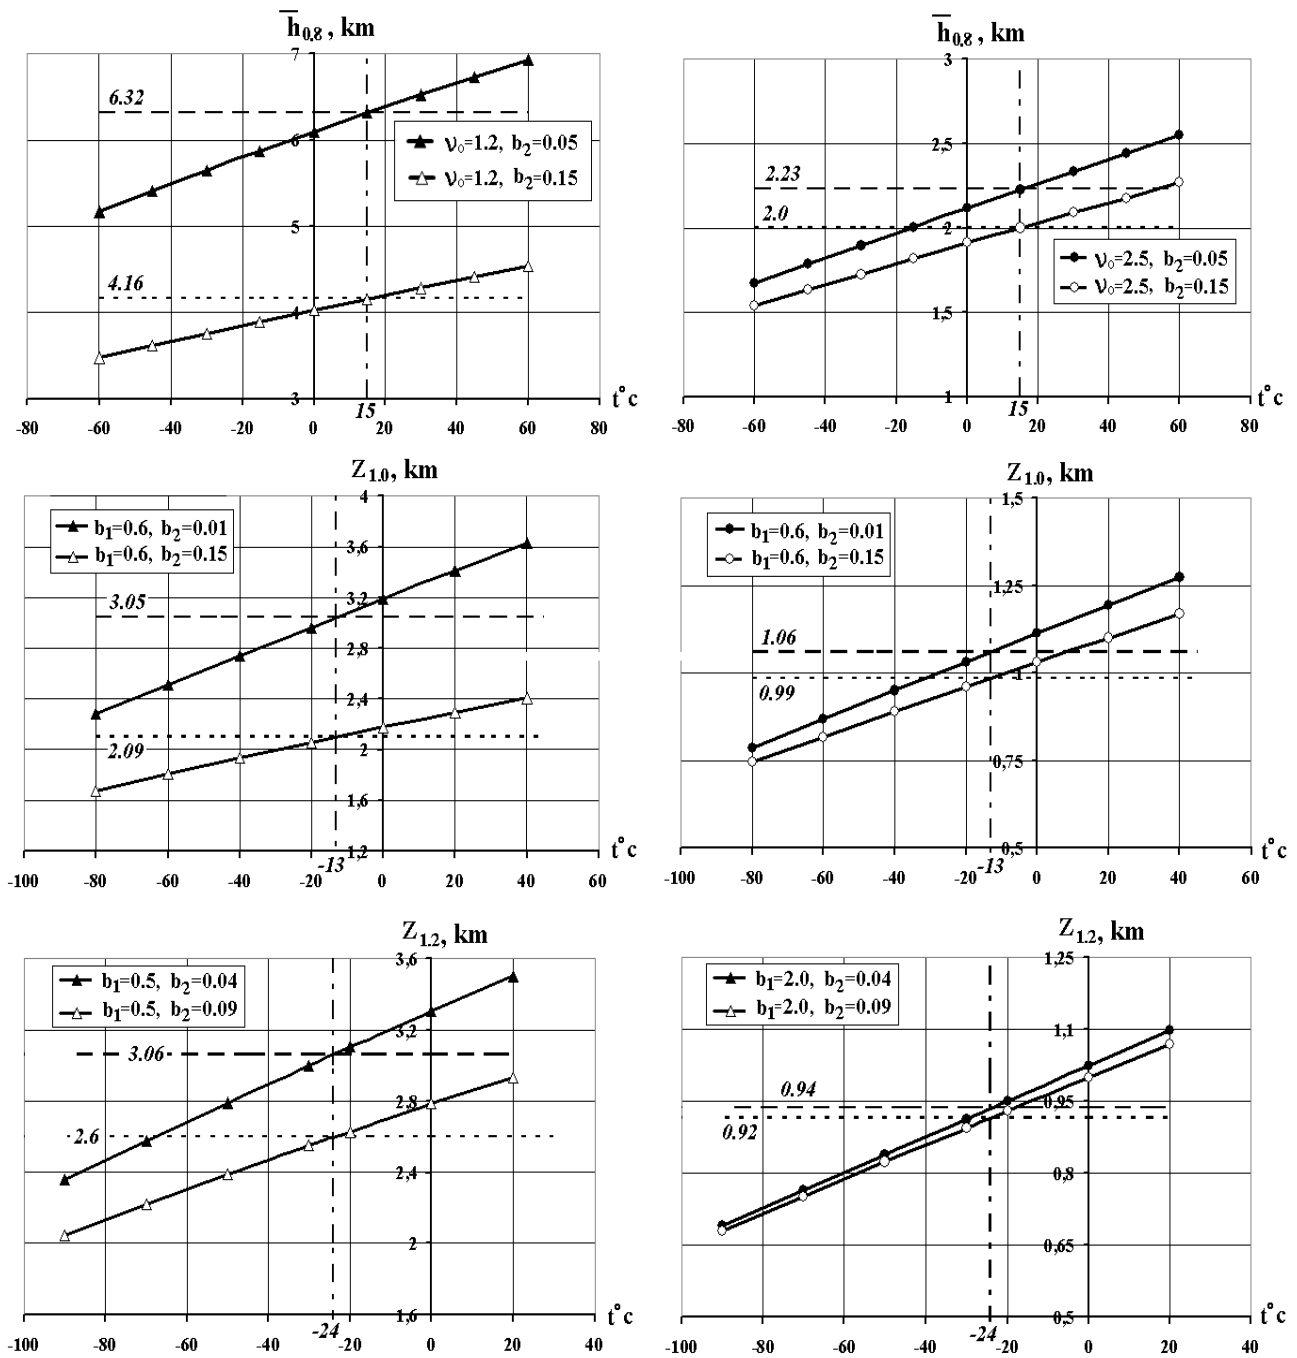 h̅0.8 , km
7
6.32
6
ν₀=1.2, b₂=0.05
ν₀=1.2, b₂=0.15
5
4.16
4
3
15
t°c
-80 -60 -40 -20 0 20 40 60 80
h̅0.8 , km
3
2,5
2.23
2.0
2
ν₀=2.5, b₂=0.05
ν₀=2.5, b₂=0.15
1,5
1
15
t°c
-80 -60 -40 -20 0 20 40 60 80
Z1.0, km
4
b₁=0.6, b₂=0.01
b₁=0.6, b₂=0.15
3,6
3.05
3,2
2,8
2,4
2.09
2
1,6
1,2
-13
t°c
-100 -80 -60 -40 -20 0 20 40 60
Z1.0, km
1,5
b₁=0.6, b₂=0.01
b₁=0.6, b₂=0.15
1,25
1.06
0.99
1
0,75
0,5
-13
t°c
-100 -80 -60 -40 -20 0 20 40 60
Z1.2, km
3,6
b₁=0.5, b₂=0.04
b₁=0.5, b₂=0.09
3,2
3.06
2,8
2.6
2,4
2
1,6
-24
t°c
-100 -80 -60 -40 -20 0 20 40
Z1.2, km
1,25
b₁=2.0, b₂=0.04
b₁=2.0, b₂=0.09
1,1
0.94
0,95
0.92
0,8
0,65
0,5
-24
t°c
-100 -80 -60 -40 -20 0 20 40